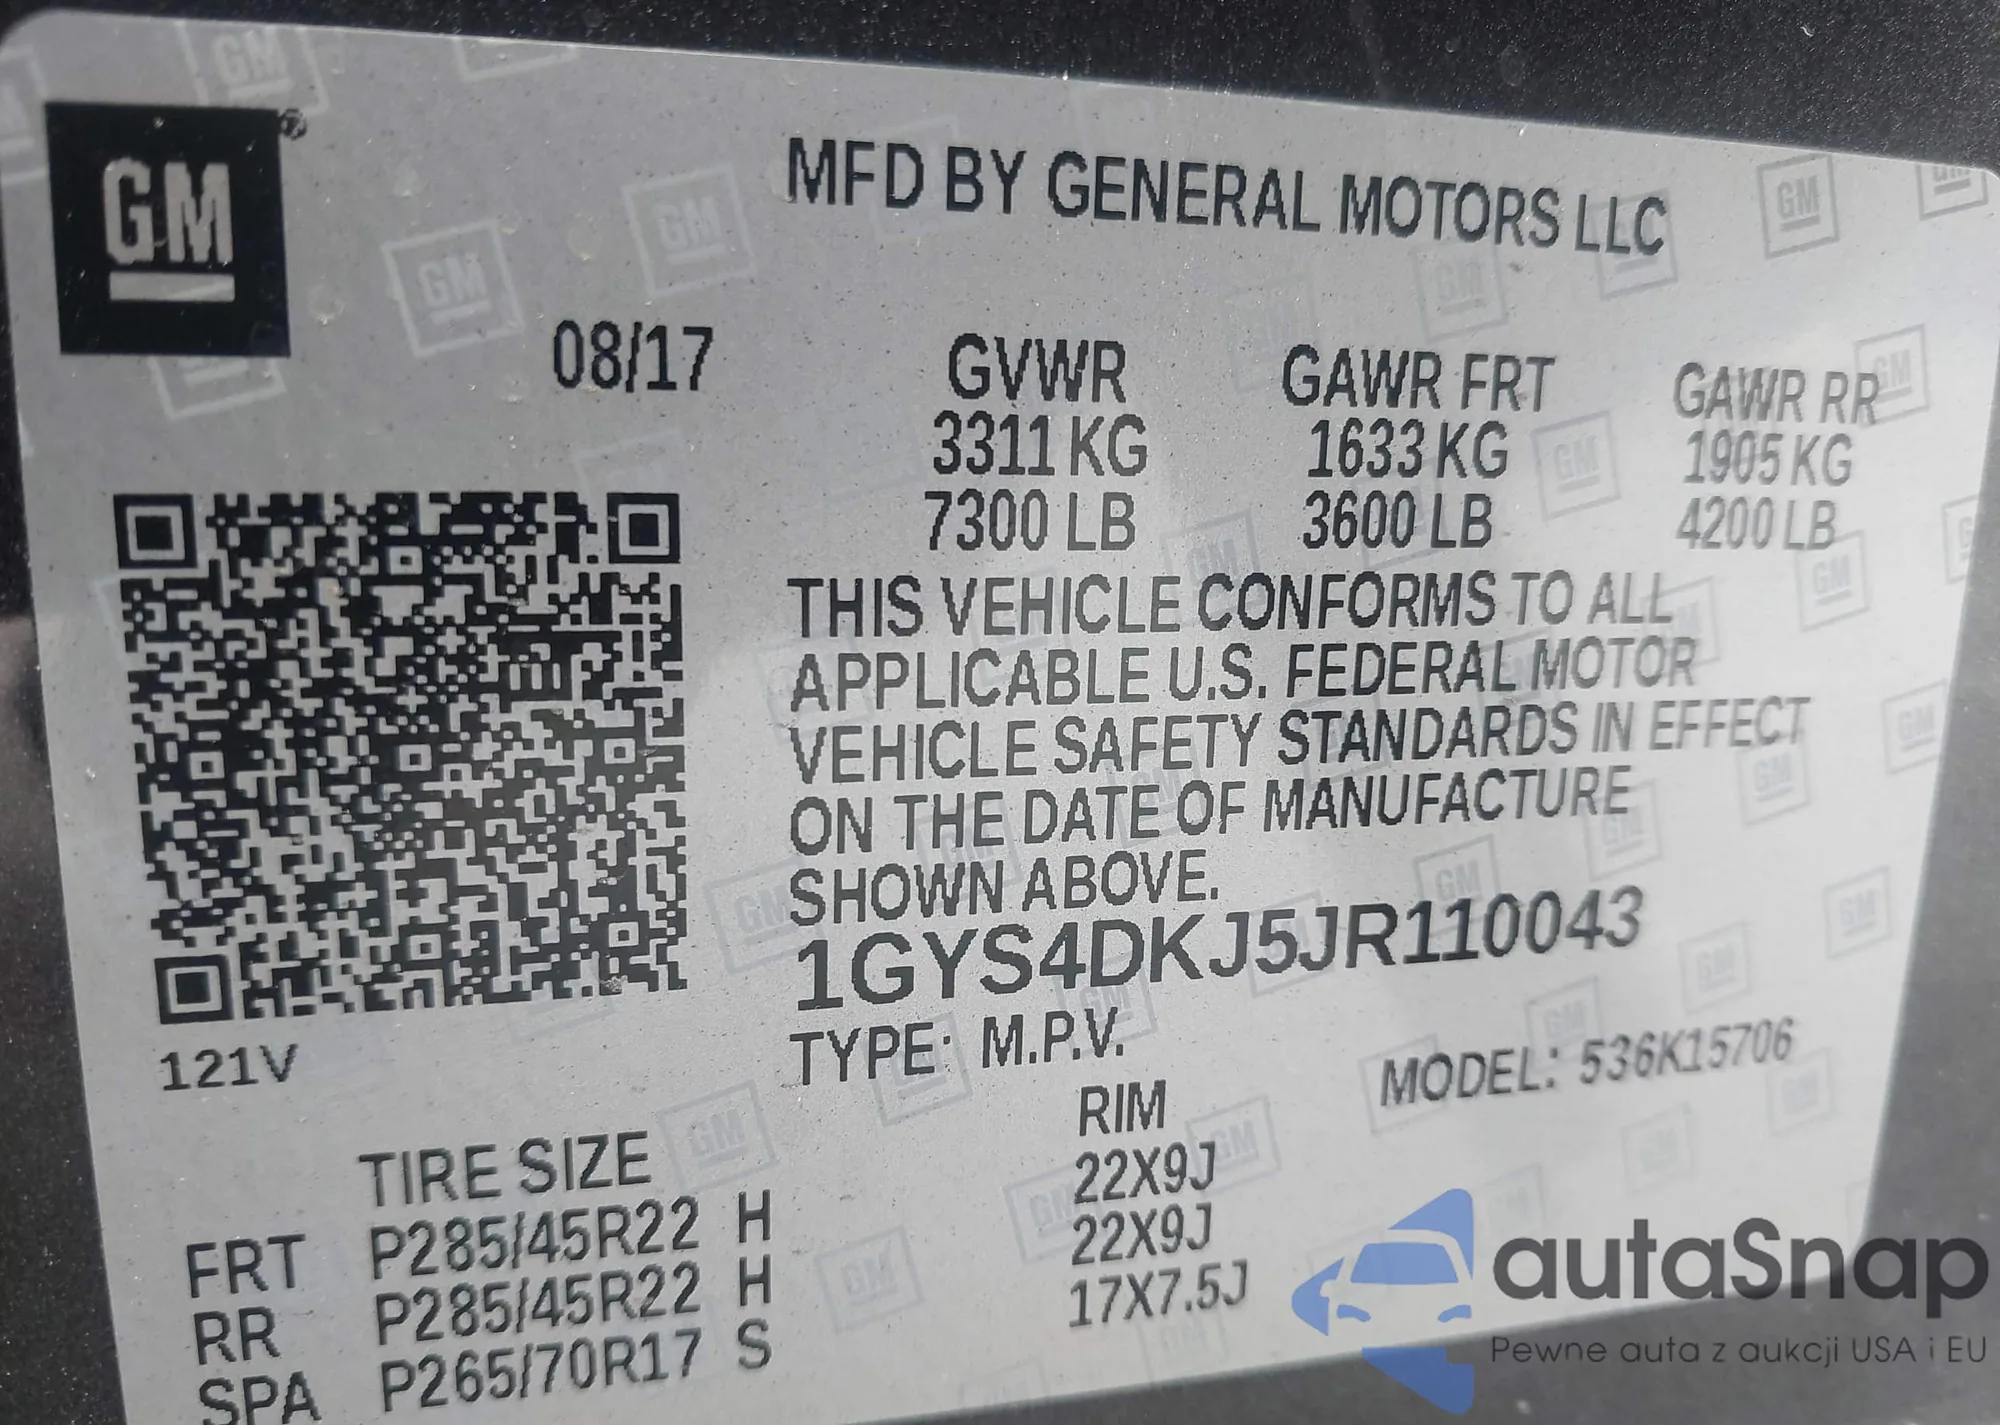 GM
MFD BY GENERAL MOTORS LLC
08/17
GVWR GAWR FRT GAWR RR
3311 KG 1633 KG 1905 KG
7300 LB 3600 LB 4200 LB
THIS VEHICLE CONFORMS TO ALL
APPLICABLE U.S. FEDERAL MOTOR
VEHICLE SAFETY STANDARDS IN EFFECT
ON THE DATE OF MANUFACTURE
SHOWN ABOVE.
1GYS4DKJ5JR110043
121V
TYPE: M.P.V. MODEL: 536K15706
TIRE SIZE RIM
FRT P285/45R22 H 22X9J
RR P285/45R22 H 22X9J
SPA P265/70R17 S 17X7.5J
autaSnap
Pewne auta z aukcji USA i EU